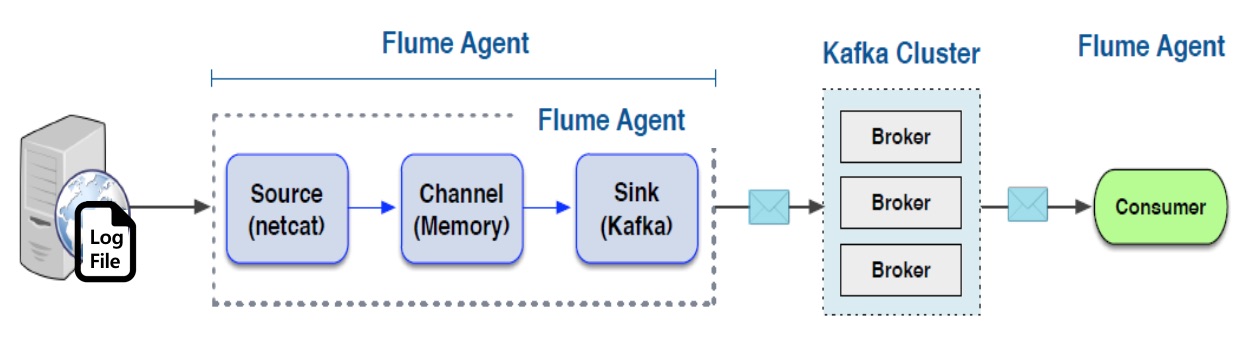 Flume Agent
Kafka Cluster
Flume Agent
Flume Agent
Log
File
Source
(netcat)
Channel
(Memory)
Sink
(Kafka)
Broker
Broker
Broker
Consumer